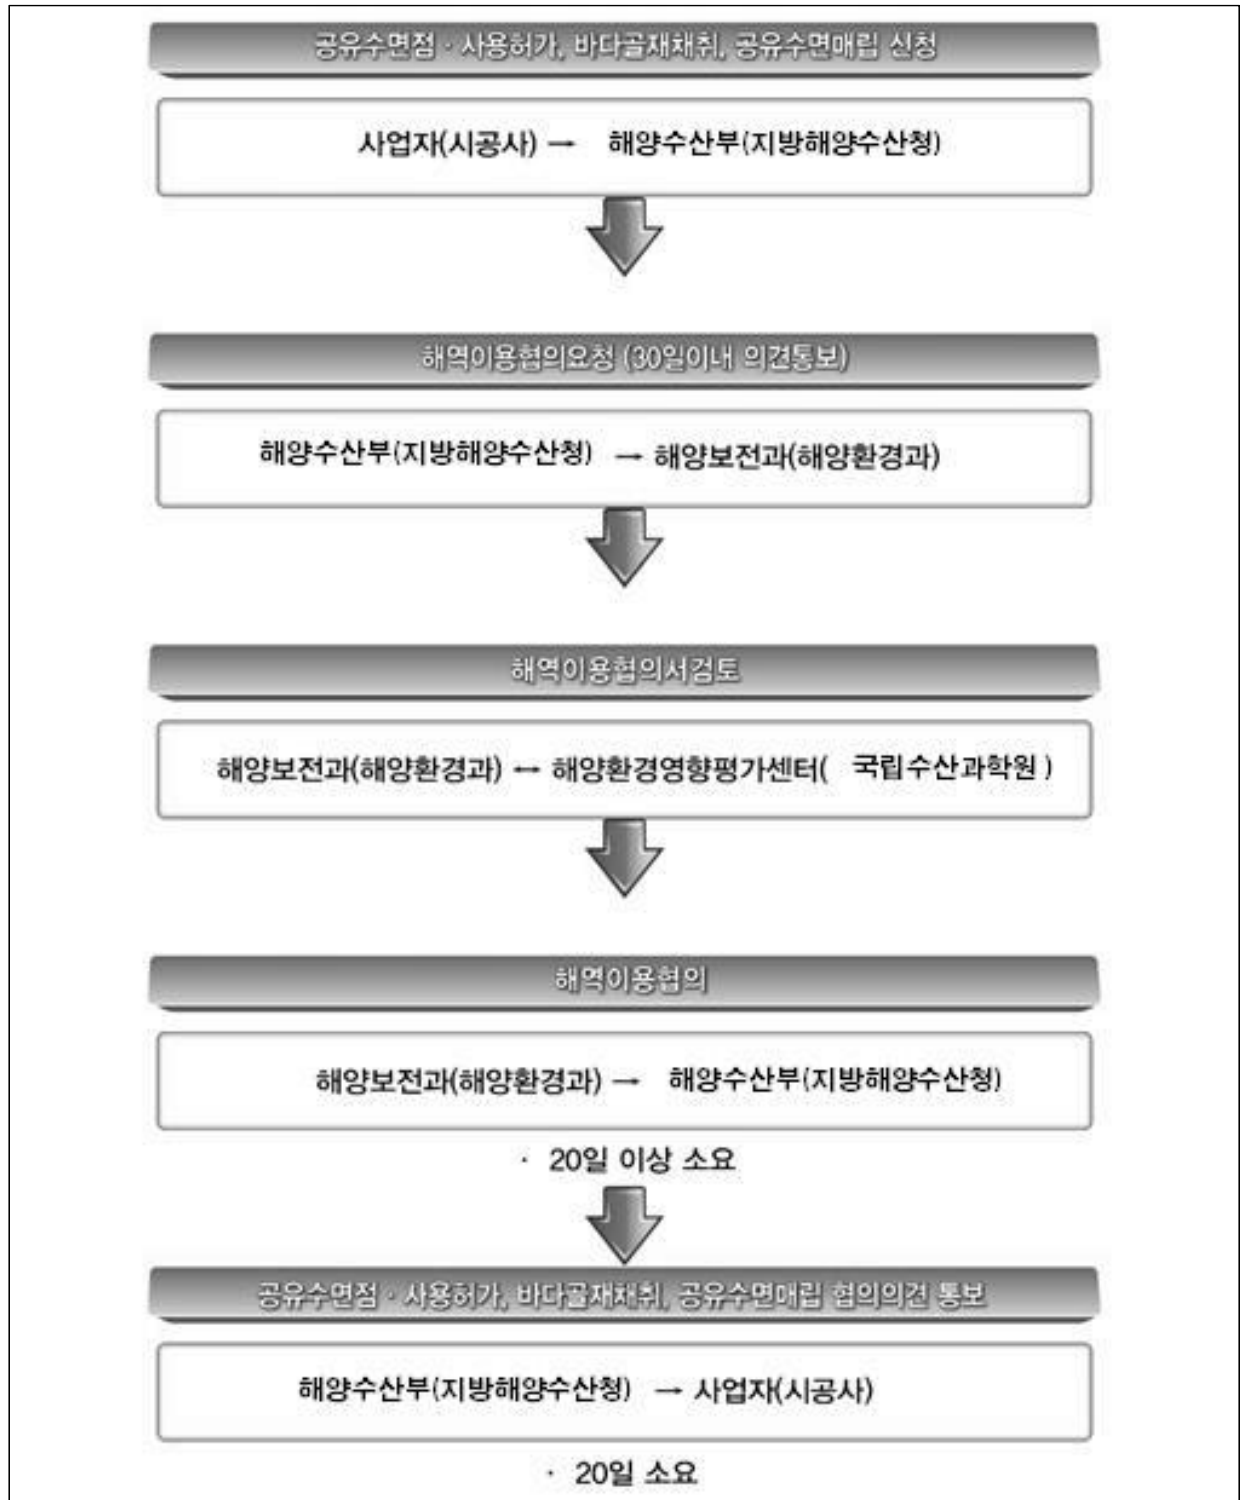 공유수면점 · 사용허가, 바다골재채취, 공유수면매립 신청
사업자(시공사) → 해양수산부(지방해양수산청)
해역이용협의요청 (30일이내 의견통보)
해양수산부(지방해양수산청) → 해양보전과(해양환경과)
해역이용협의서검토
해양보전과(해양환경과) ↔ 해양환경영향평가센터( 국립수산과학원 )
해역이용협의
해양보전과(해양환경과) → 해양수산부(지방해양수산청)
· 20일 이상 소요
공유수면점 · 사용허가, 바다골재채취, 공유수면매립 협의의견 통보
해양수산부(지방해양수산청) → 사업자(시공사)
· 20일 소요